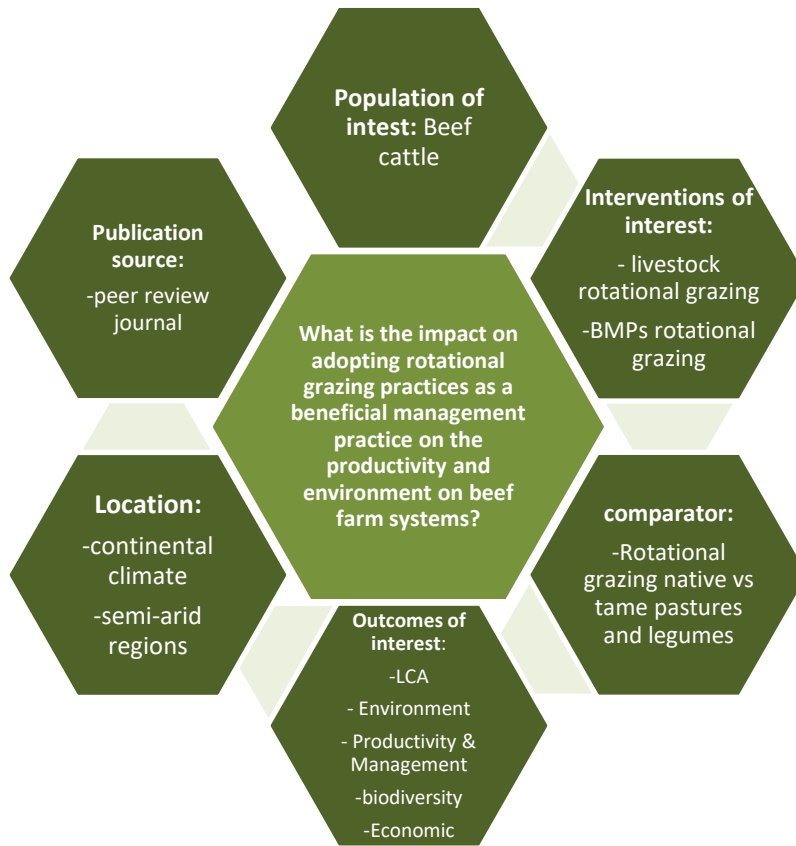 Population of
intest: Beef
cattle
Interventions of
interest:
- livestock
rotational grazing
-BMPs rotational
grazing
comparator:
-Rotational
grazing native vs
tame pastures
and legumes
Outcomes of
interest:
-LCA
- Environment
- Productivity &
Management
-biodiversity
-Economic
Location:
-continental
climate
-semi-arid
regions
Publication
source:
-peer review
journal
What is the impact on
adopting rotational
grazing practices as a
beneficial management
practice on the
productivity and
environment on beef
farm systems?